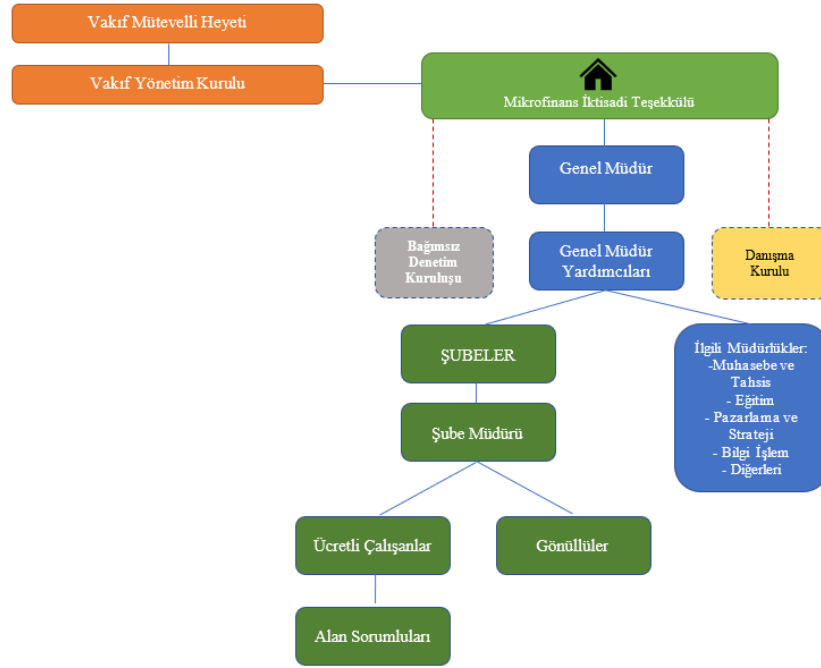 Vakıf Mütevelli Heyeti
Vakıf Yönetim Kurulu
Mikrofinans İktisadi Teşekkülü
Genel Müdür
Bağımsız
Denetim
Kuruluşu
Genel Müdür
Yardımcıları
Danışma
Kurulu
ŞUBELER
İlgili Müdürlükler:
-Muhasebe ve
Tahsis
- Eğitim
- Pazarlama ve
Strateji
- Bilgi İşlem
- Diğerleri
Şube Müdürü
Ücretli Çalışanlar
Gönüllüler
Alan Sorumluları